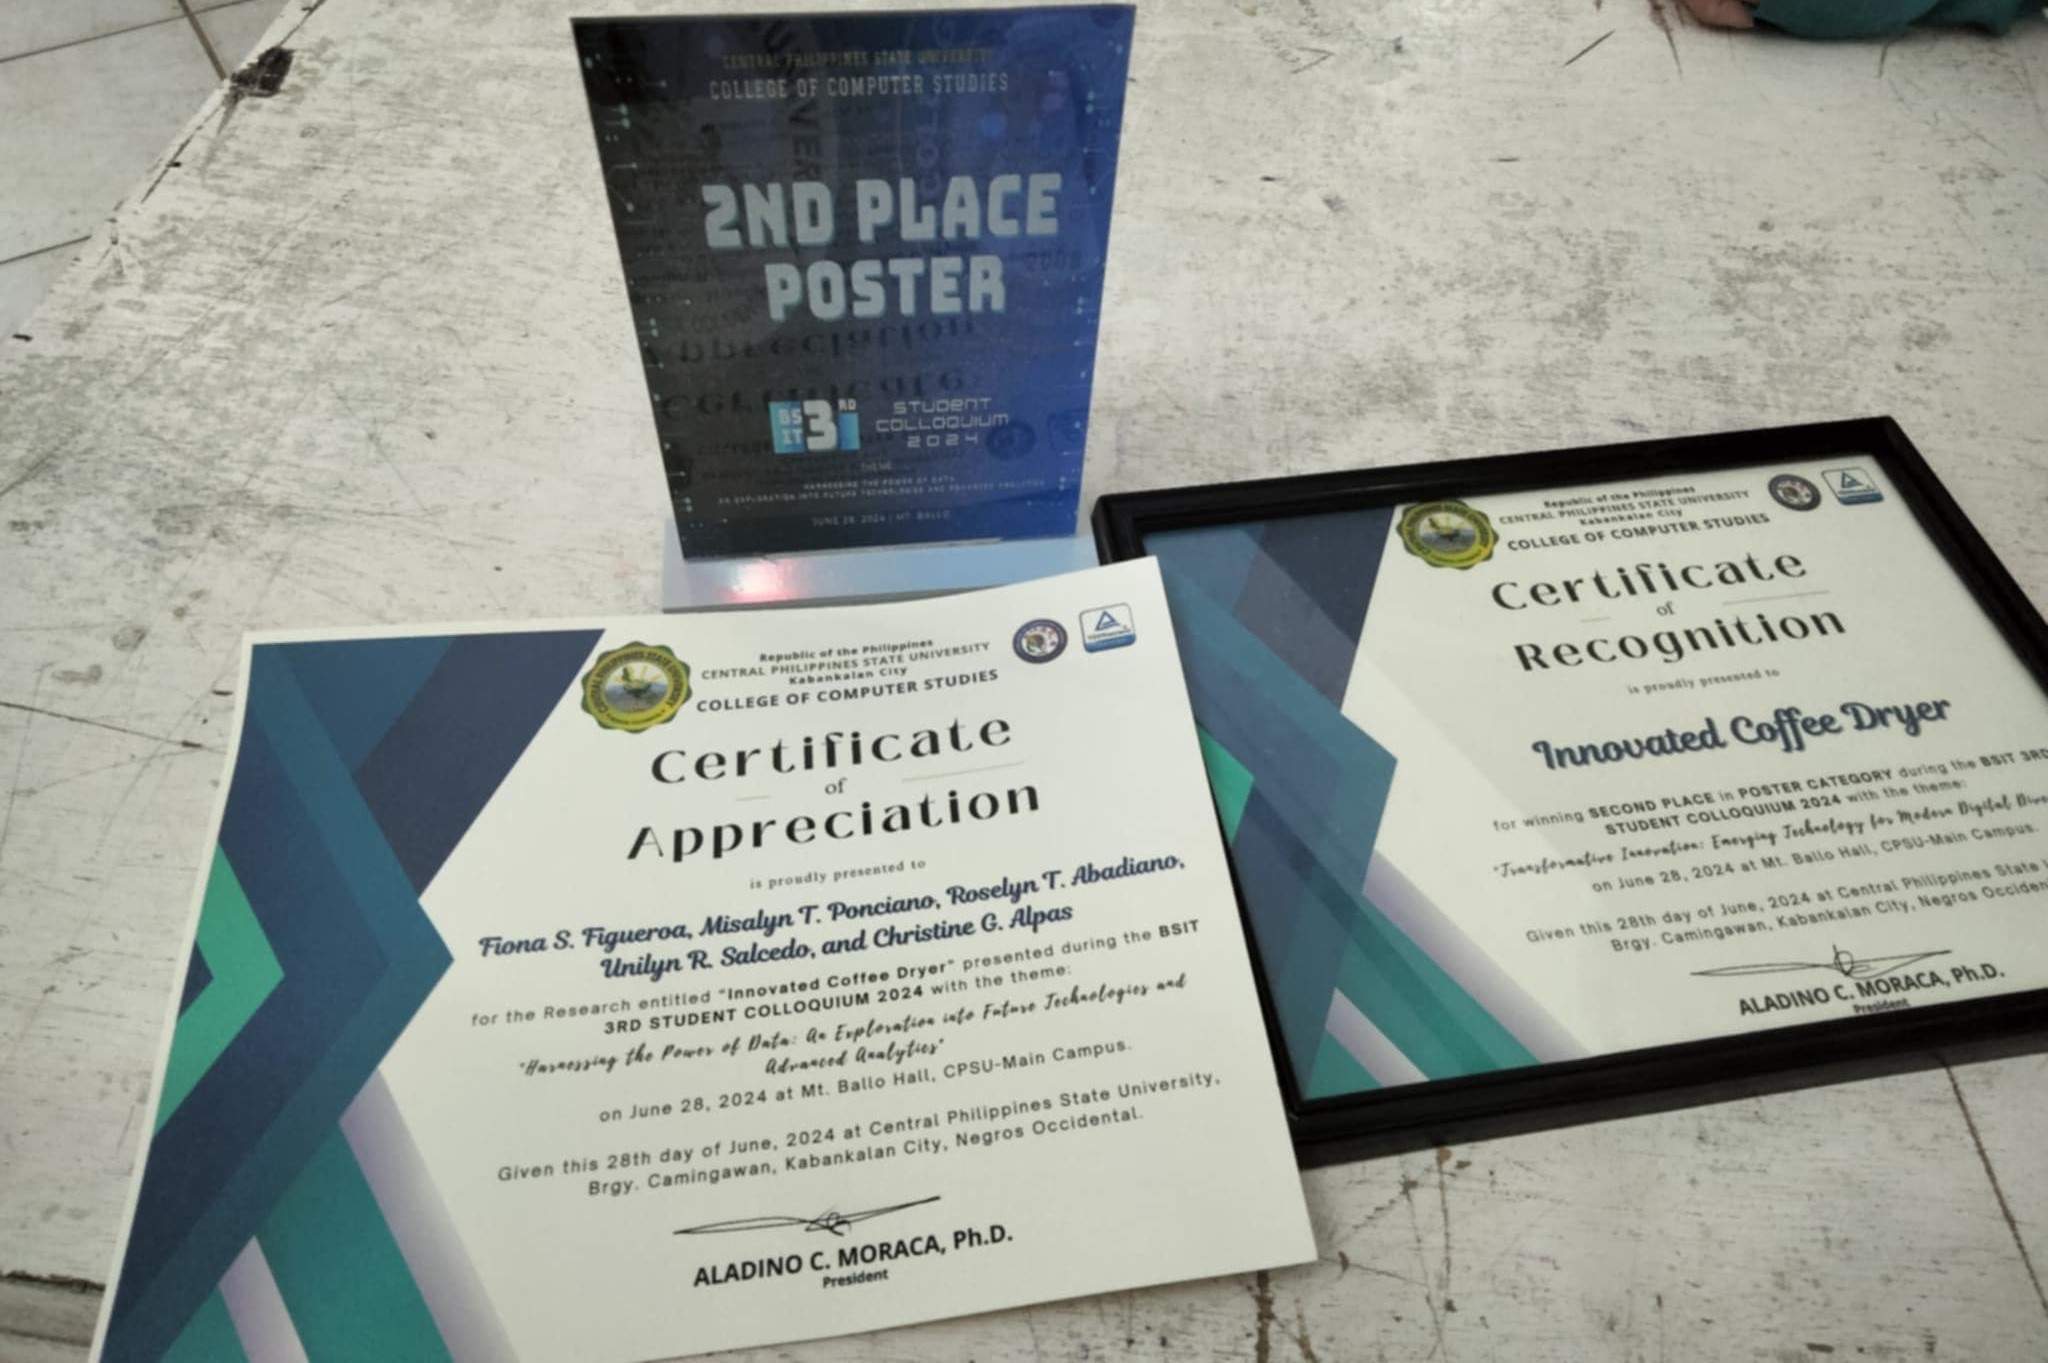 CENTRAL PHILIPPINES STATE UNIVERSITY
COLLEGE OF COMPUTER STUDIES
2ND PLACE
POSTER
BS
IT
3RD
STUDENT
COLLOQUIUM
2024
THEME
HARNESSING THE POWER OF DATA:
AN EXPLORATION INTO FUTURE TECHNOLOGIES AND ADVANCED ANALYTICS
JUNE 28, 2024 | MT. BALLO
Republic of the Philippines
CENTRAL PHILIPPINES STATE UNIVERSITY
Kabankalan City
COLLEGE OF COMPUTER STUDIES
Certificate
of
Appreciation
is proudly presented to
Fiona S. Figueroa, Misalyn T. Ponciano, Roselyn T. Abadiano,
Unilyn R. Salcedo, and Christine G. Alpas
for the Research entitled "Innovated Coffee Dryer" presented during the BSIT
3RD STUDENT COLLOQUIUM 2024 with the theme:
"Harnessing the Power of Data: An Exploration into Future Technologies and
Advanced Analytics"
on June 28, 2024 at Mt. Ballo Hall, CPSU-Main Campus.
Given this 28th day of June, 2024 at Central Philippines State University,
Brgy. Camingawan, Kabankalan City, Negros Occidental.
ALADINO C. MORACA, Ph.D.
President
Republic of the Philippines
CENTRAL PHILIPPINES STATE UNIVERSITY
Kabankalan City
COLLEGE OF COMPUTER STUDIES
Certificate
of
Recognition
is proudly presented to
Innovated Coffee Dryer
for winning SECOND PLACE in POSTER CATEGORY during the BSIT 3RD
STUDENT COLLOQUIUM 2024 with the theme:
"Transformative Innovation: Emerging Technology for Modern Digital
on June 28, 2024 at Mt. Ballo Hall, CPSU-Main Campus.
Given this 28th day of June, 2024 at Central Philippines State
Brgy. Camingawan, Kabankalan City, Negros
ALADINO C. MORACA, Ph.D.
President